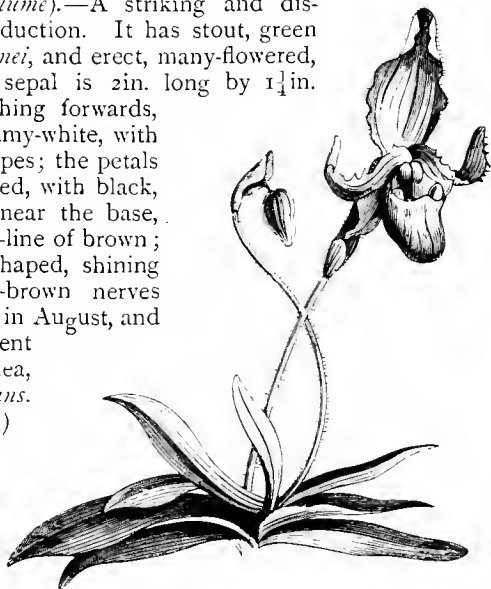 lume).—A striking and dis-
duction. It has stout, green
nei, and erect, many-flowered,
sepal is 2in. long by 1¼in.
hing forwards,
amy-white, with
pes; the petals
ed, with black,
near the base,
-line of brown;
haped, shining
-brown nerves
in August, and
ent
ea,
ns.
)